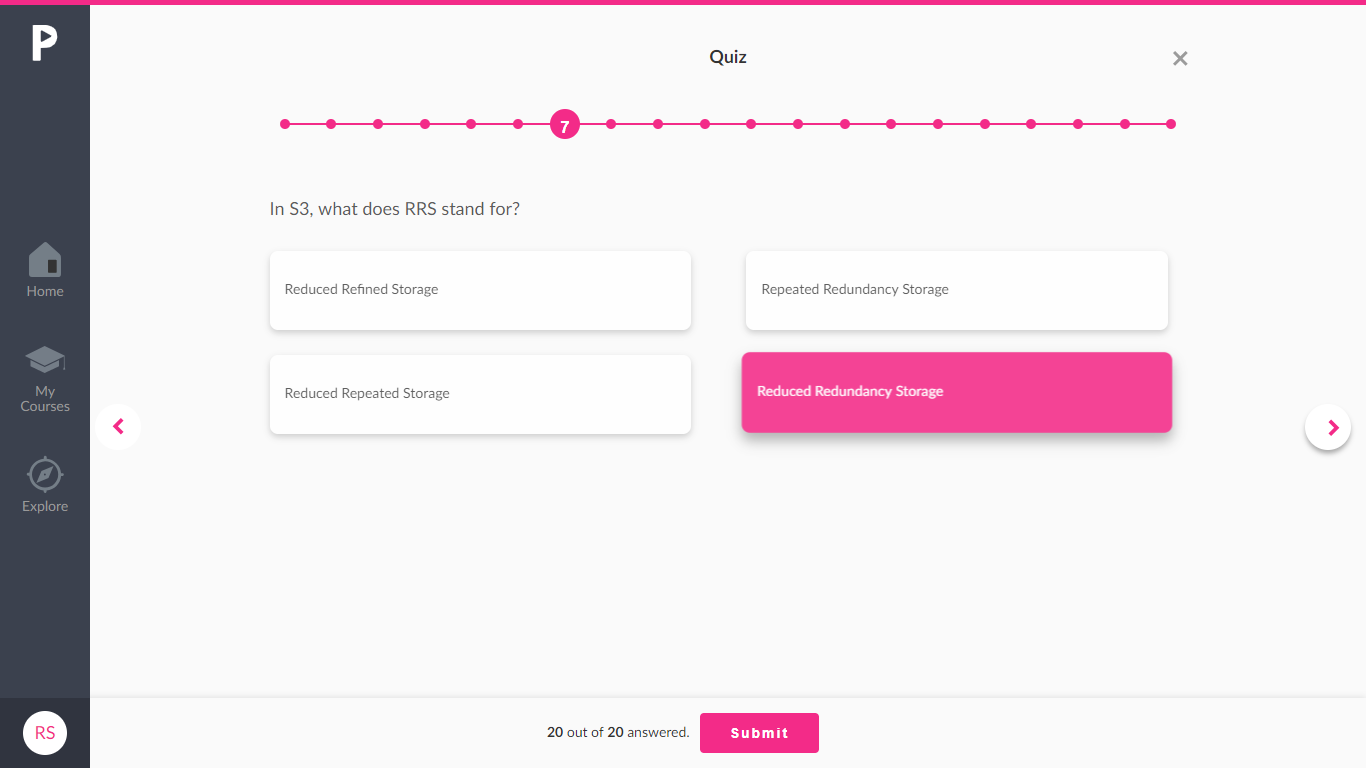 Quiz
7
In S3, what does RRS stand for?
Reduced Refined Storage
Repeated Redundancy Storage
Reduced Repeated Storage
Reduced Redundancy Storage
Home
My
Courses
Explore
RS
20 out of 20 answered.
Submit